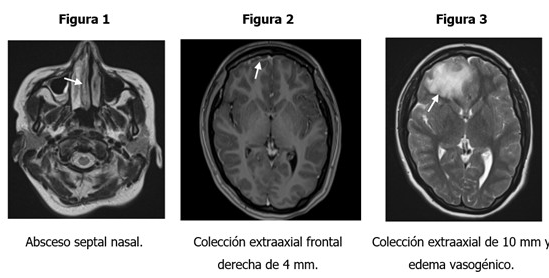 Figura 1
Figura 2
Figura 3
Absceso septal nasal.
Colección extraaxial frontal
derecha de 4 mm.
Colección extraaxial de 10 mm y
edema vasogénico.